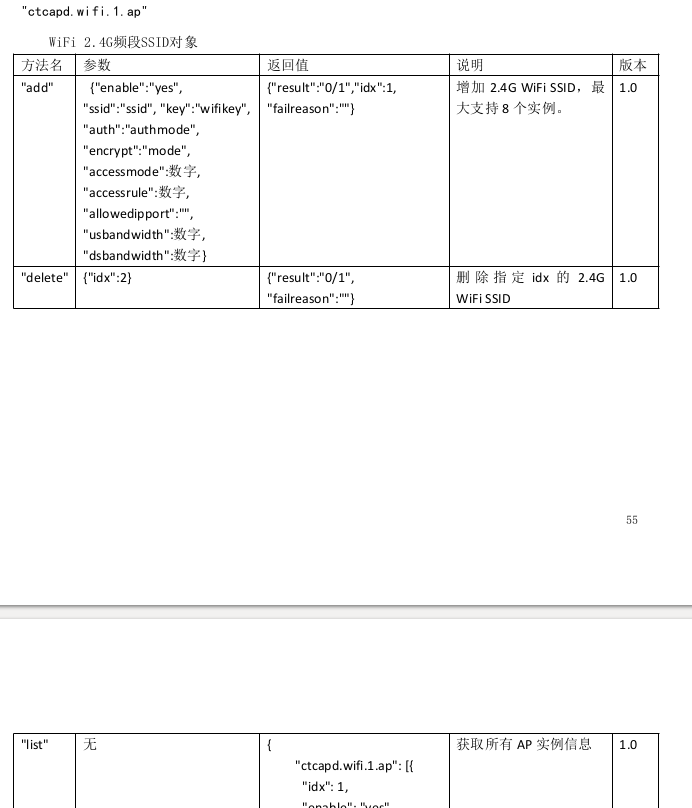 "ctcapd.wifi.1.ap"
WiFi 2.4G频段SSID对象
方法名 参数 返回值 说明 版本
"add" {"enable":"yes", {"result":"0/1","idx":1, 增加 2.4G WiFi SSID，最 1.0
"ssid":"ssid", "key":"wifikey", "failreason":""} 大支持 8 个实例。
"auth":"authmode",
"encrypt":"mode",
"accessmode":数字,
"accessrule":数字,
"allowedipport":"",
"usbandwidth":数字,
"dsbandwidth":数字}
"delete" {"idx":2} {"result":"0/1", 删除指定 idx 的 2.4G 1.0
"failreason":""} WiFi SSID
55
"list" 无 { 获取所有 AP 实例信息 1.0
"ctcapd.wifi.1.ap": [{
"idx": 1,
"enable": "yes",